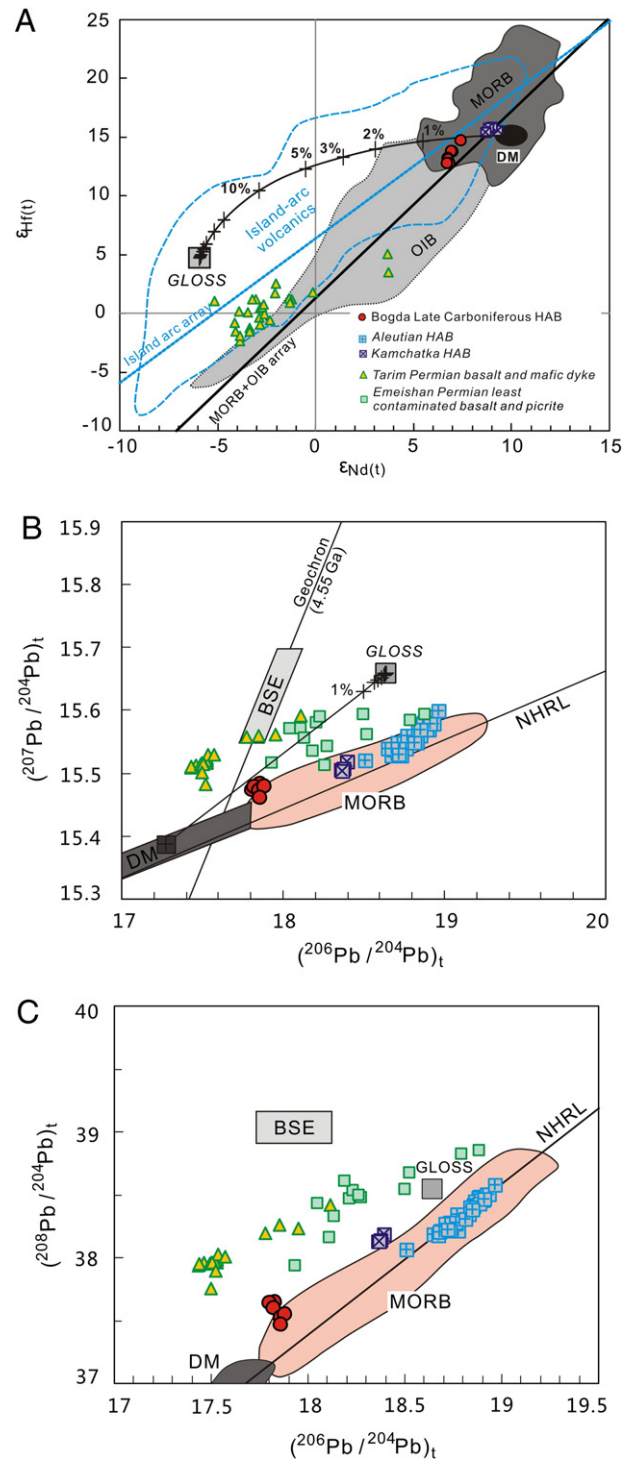 A
25
20
15
10
5
0
-5
-10
εHf(t)
-10
-5
0
5
10
15
εNd(t)
MORB
DM
1%
2%
3%
5%
10%
GLOSS
Island-arc
volcanics
OIB
Island arc array
MORB+OIB array
Bogda Late Carboniferous HAB
Aleutian HAB
Kamchatka HAB
Tarim Permian basalt and mafic dyke
Emeishan Permian least
contaminated basalt and picrite
B
15.9
15.8
15.7
15.6
15.5
15.4
15.3
(²⁰⁷Pb/²⁰⁴Pb)t
Geochron
(4.55 Ga)
BSE
GLOSS
1%
NHRL
MORB
DM
17
18
19
20
(²⁰⁶Pb/²⁰⁴Pb)t
C
40
39
38
37
(²⁰⁸Pb/²⁰⁴Pb)t
BSE
NHRL
GLOSS
MORB
DM
17
17.5
18
18.5
19
19.5
(²⁰⁶Pb/²⁰⁴Pb)t